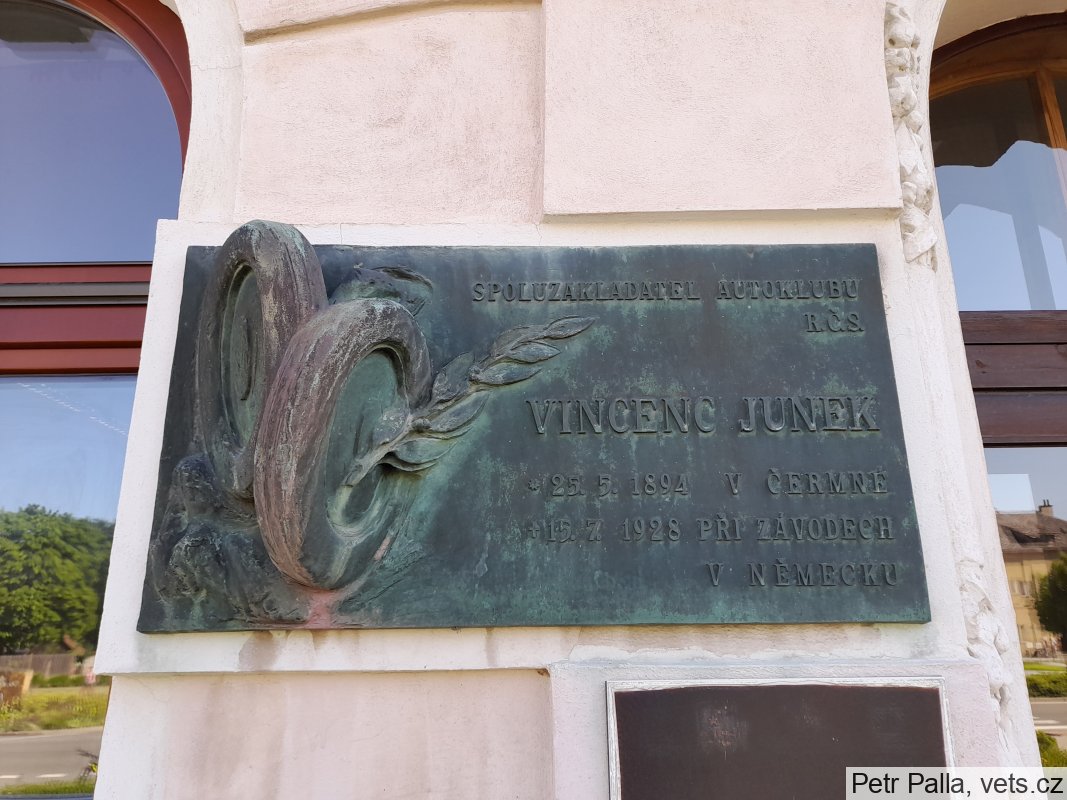 SPOLUZAKLADATEL AUTOKLUBU
R.Č.S.
VINCENC JUNEK
* 25. 5. 1894 V ČERMNÉ
+ 15. 7. 1928 PŘI ZÁVODECH
V NĚMECKU
Petr Palla, vets.cz